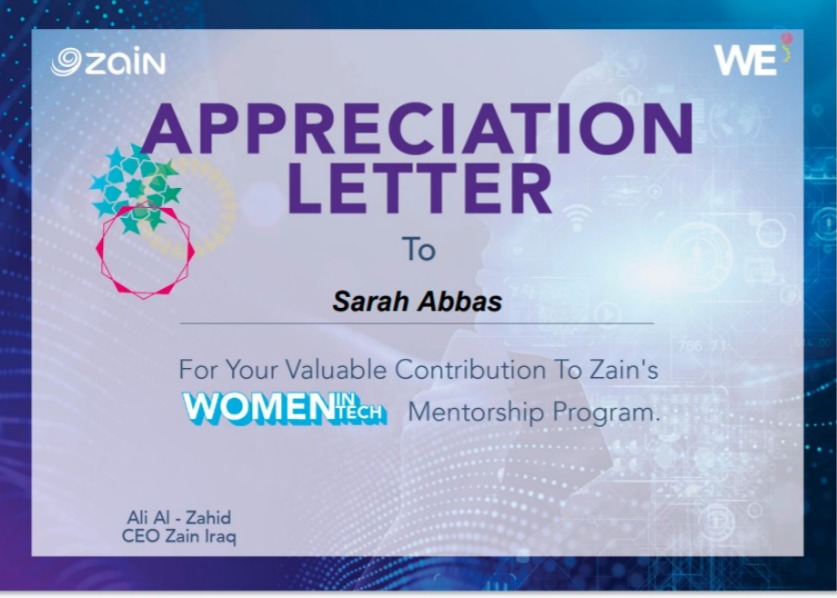 zain
WE
APPRECIATION
LETTER
To
Sarah Abbas
For Your Valuable Contribution To Zain's
WOMEN IN TECH Mentorship Program.
Ali Al - Zahid
CEO Zain Iraq